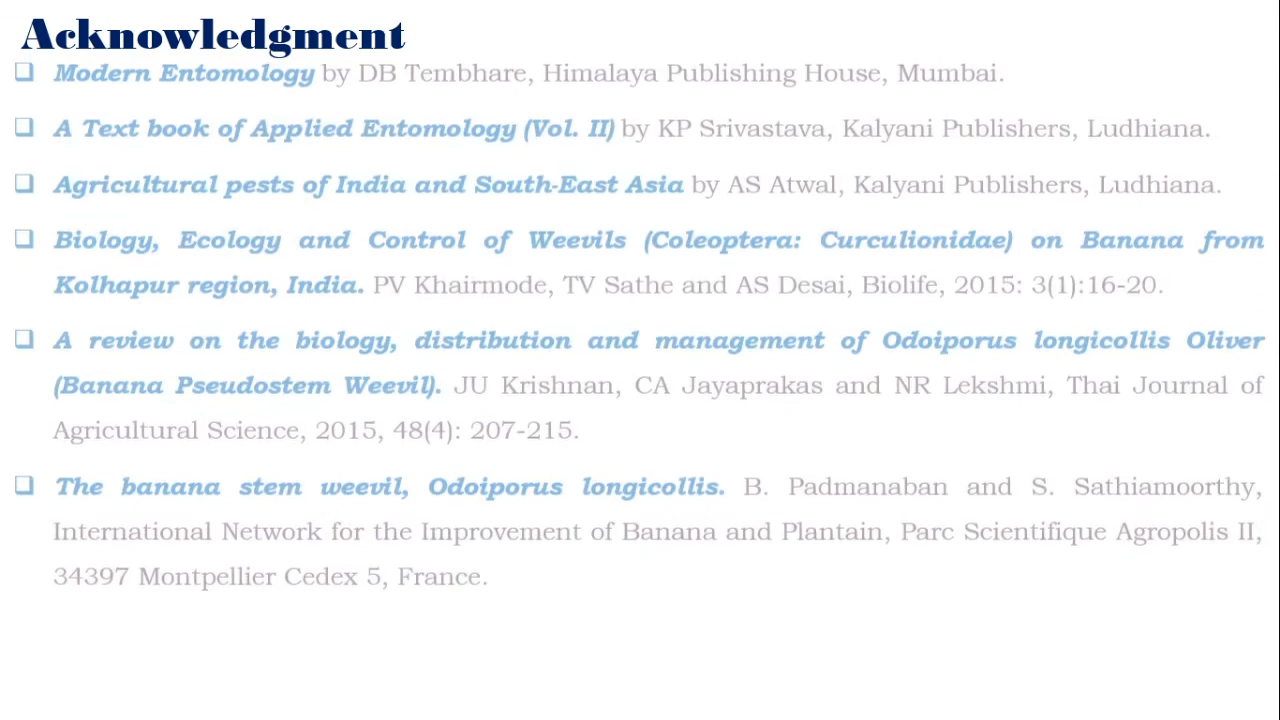 Acknowledgment
❑ Modern Entomology by DB Tembhare, Himalaya Publishing House, Mumbai.
❑ A Text book of Applied Entomology (Vol. II) by KP Srivastava, Kalyani Publishers, Ludhiana.
❑ Agricultural pests of India and South-East Asia by AS Atwal, Kalyani Publishers, Ludhiana.
❑ Biology, Ecology and Control of Weevils (Coleoptera: Curculionidae) on Banana from
Kolhapur region, India. PV Khairmode, TV Sathe and AS Desai, Biolife, 2015: 3(1):16-20.
❑ A review on the biology, distribution and management of Odoiporus longicollis Oliver
(Banana Pseudostem Weevil). JU Krishnan, CA Jayaprakas and NR Lekshmi, Thai Journal of
Agricultural Science, 2015, 48(4): 207-215.
❑ The banana stem weevil, Odoiporus longicollis. B. Padmanaban and S. Sathiamoorthy,
International Network for the Improvement of Banana and Plantain, Parc Scientifique Agropolis II,
34397 Montpellier Cedex 5, France.